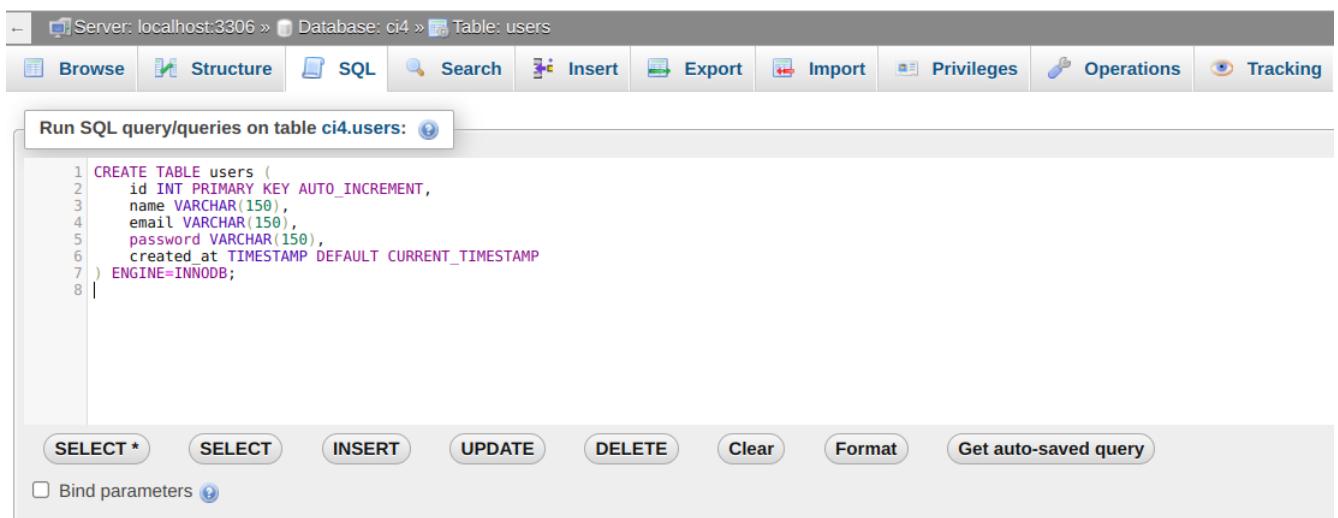 ← Server: localhost:3306 » Database: ci4 » Table: users
Browse Structure SQL Search Insert Export Import Privileges Operations Tracking
Run SQL query/queries on table ci4.users:
1 CREATE TABLE users (
2     id INT PRIMARY KEY AUTO_INCREMENT,
3     name VARCHAR(150),
4     email VARCHAR(150),
5     password VARCHAR(150),
6     created_at TIMESTAMP DEFAULT CURRENT_TIMESTAMP
7 ) ENGINE=INNODB;
8
SELECT * SELECT INSERT UPDATE DELETE Clear Format Get auto-saved query
Bind parameters